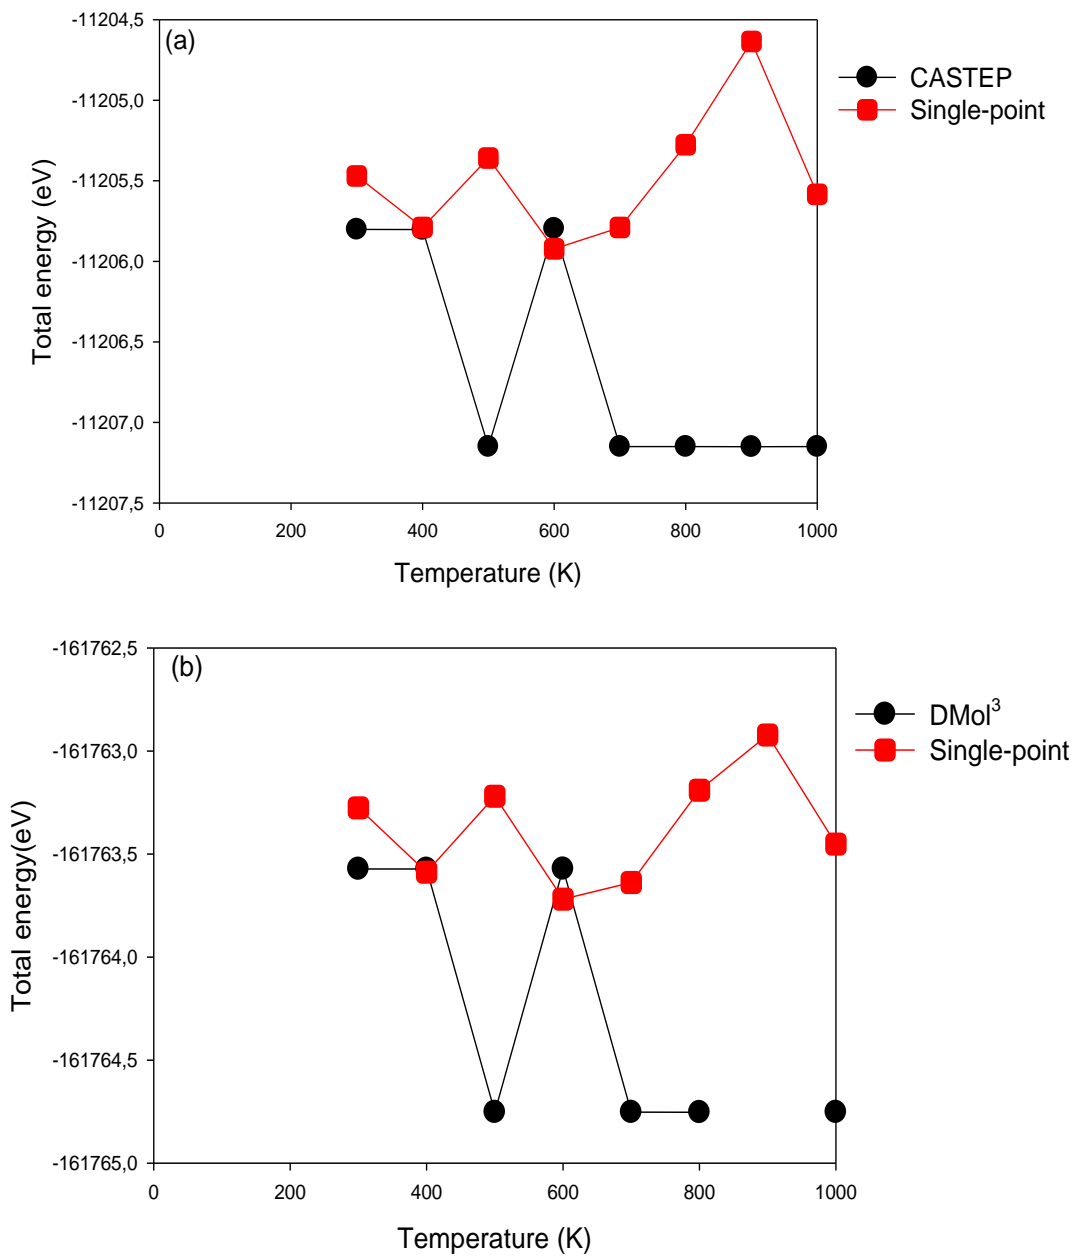 (a)
-11204,5
-11205,0
-11205,5
-11206,0
-11206,5
-11207,0
-11207,5
Total energy (eV)
0 200 400 600 800 1000
Temperature (K)
CASTEP
Single-point
(b)
-161762,5
-161763,0
-161763,5
-161764,0
-161764,5
-161765,0
Total energy(eV)
0 200 400 600 800 1000
Temperature (K)
DMol³
Single-point